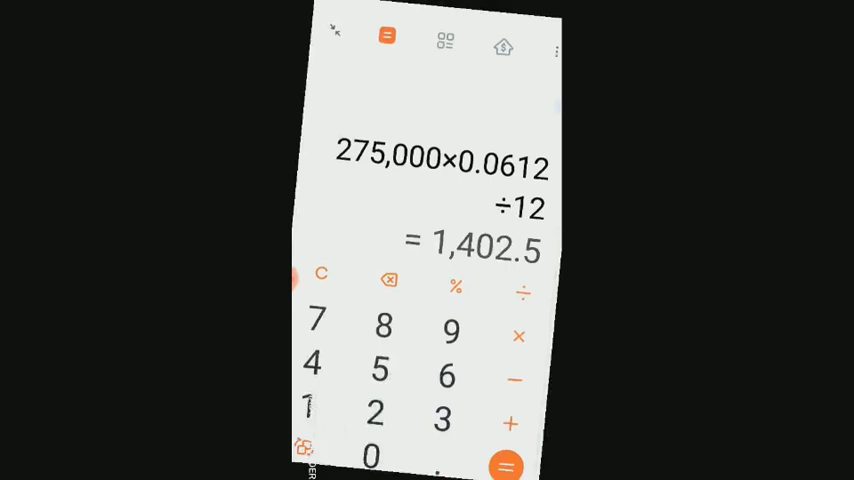 275,000×0.0612
÷12
= 1,402.5
C % ÷
7 8 9 ×
4 5 6 −
1 2 3 +
0 . =